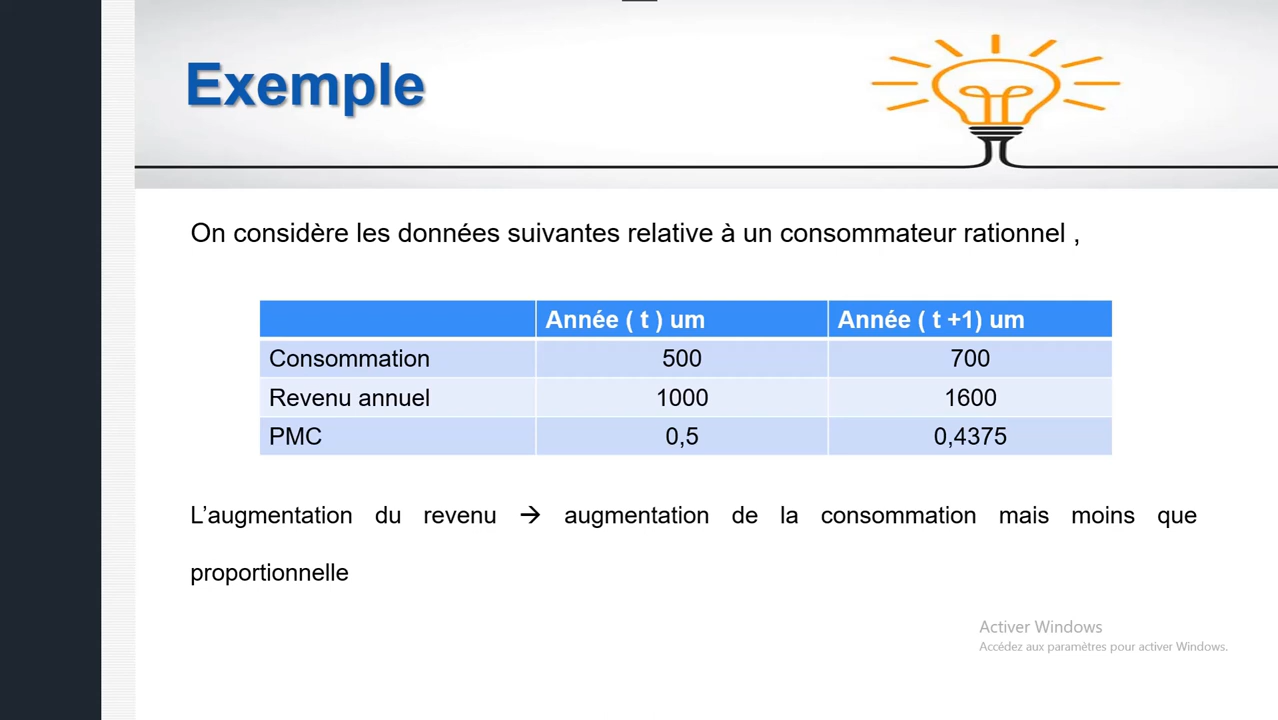 Exemple
On considère les données suivantes relative à un consommateur rationnel ,
Année ( t ) um Année ( t +1) um
Consommation 500 700
Revenu annuel 1000 1600
PMC 0,5 0,4375
L’augmentation du revenu → augmentation de la consommation mais moins que
proportionnelle
Activer Windows
Accédez aux paramètres pour activer Windows.